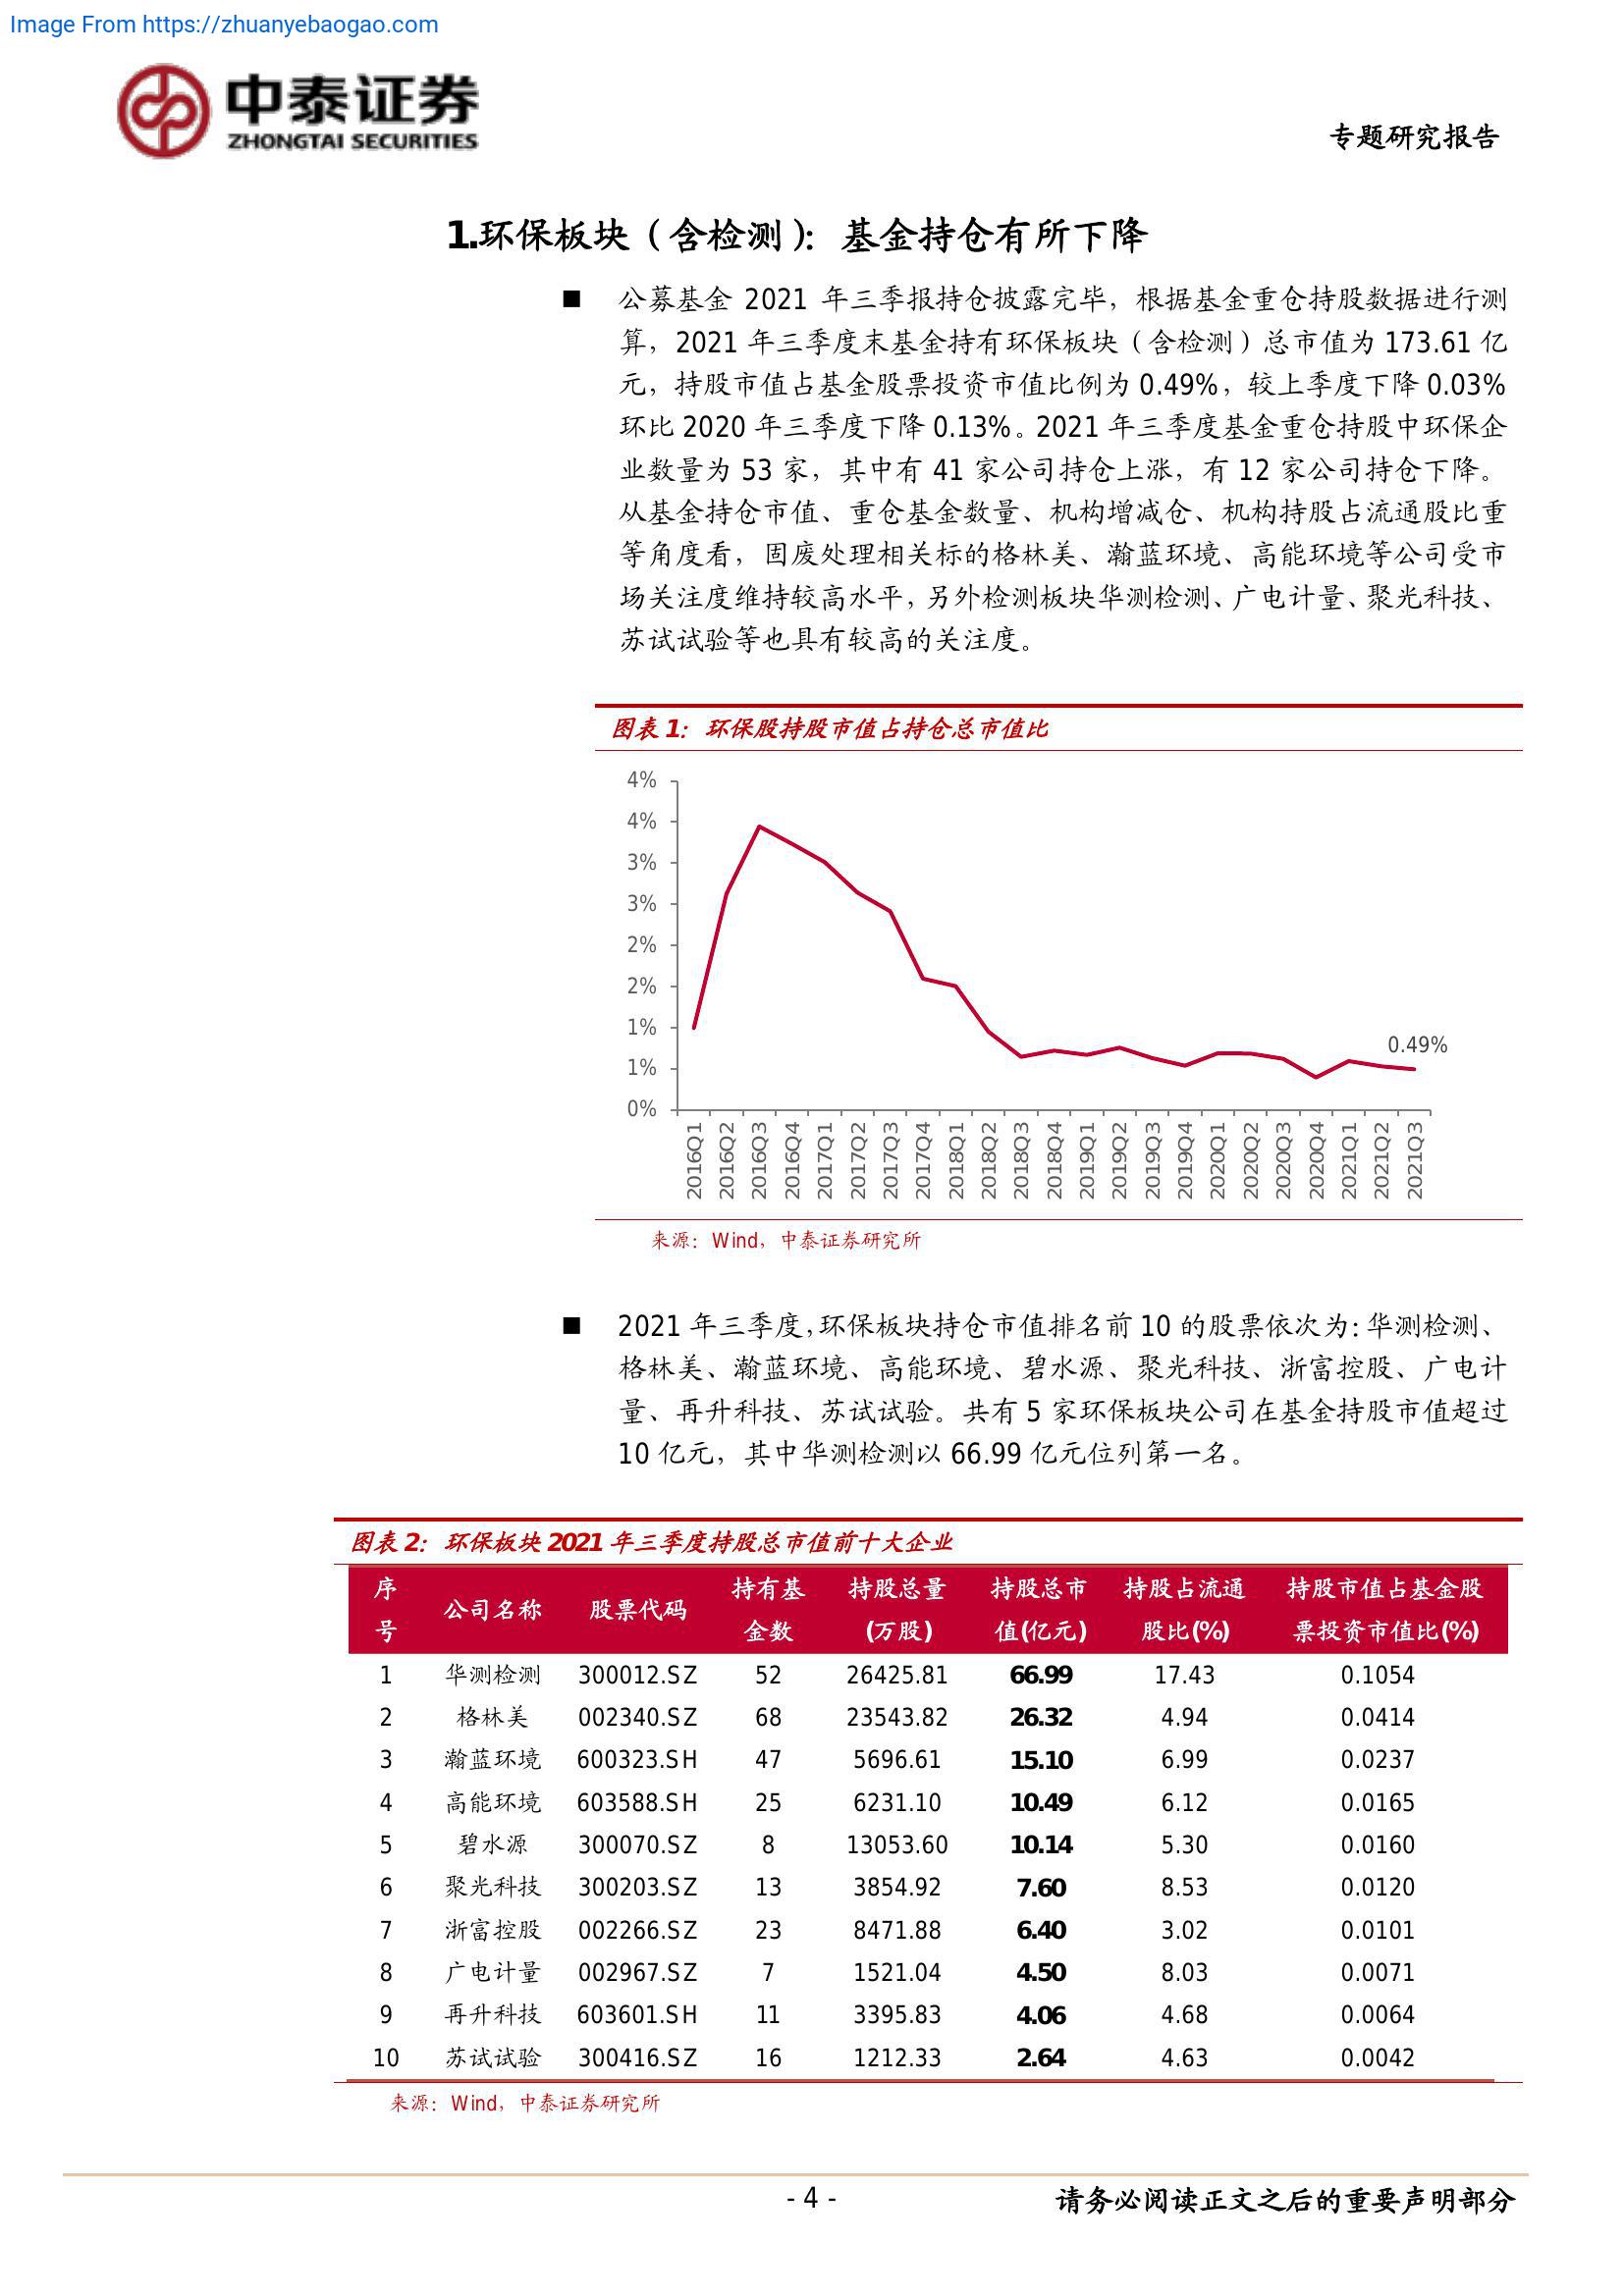 Image From https://zhuanyebaogao.com
中泰证券
ZHONGTAI SECURITIES
专题研究报告
1.环保板块（含检测）：基金持仓有所下降
■ 公募基金 2021 年三季报持仓披露完毕，根据基金重仓持股数据进行测
算，2021 年三季度末基金持有环保板块（含检测）总市值为 173.61 亿
元，持股市值占基金股票投资市值比例为 0.49%，较上季度下降 0.03%
环比 2020 年三季度下降 0.13%。2021 年三季度基金重仓持股中环保企
业数量为 53 家，其中有 41 家公司持仓上涨，有 12 家公司持仓下降。
从基金持仓市值、重仓基金数量、机构增减仓、机构持股占流通股比重
等角度看，固废处理相关标的格林美、瀚蓝环境、高能环境等公司受市
场关注度维持较高水平，另外检测板块华测检测、广电计量、聚光科技、
苏试试验等也具有较高的关注度。
图表 1：环保股持股市值占持仓总市值比
4%
4%
3%
3%
2%
2%
1%
1%
0%
0.49%
2016Q1 2016Q2 2016Q3 2016Q4 2017Q1 2017Q2 2017Q3 2017Q4 2018Q1 2018Q2 2018Q3 2018Q4 2019Q1 2019Q2 2019Q3 2019Q4 2020Q1 2020Q2 2020Q3 2020Q4 2021Q1 2021Q2 2021Q3
来源：Wind，中泰证券研究所
■ 2021 年三季度，环保板块持仓市值排名前 10 的股票依次为：华测检测、
格林美、瀚蓝环境、高能环境、碧水源、聚光科技、浙富控股、广电计
量、再升科技、苏试试验。共有 5 家环保板块公司在基金持股市值超过
10 亿元，其中华测检测以 66.99 亿元位列第一名。
图表 2：环保板块 2021 年三季度持股总市值前十大企业
序号 公司名称 股票代码 持有基金数 持股总量(万股) 持股总市值(亿元) 持股占流通股比(%) 持股市值占基金股票投资市值比(%)
1 华测检测 300012.SZ 52 26425.81 66.99 17.43 0.1054
2 格林美 002340.SZ 68 23543.82 26.32 4.94 0.0414
3 瀚蓝环境 600323.SH 47 5696.61 15.10 6.99 0.0237
4 高能环境 603588.SH 25 6231.10 10.49 6.12 0.0165
5 碧水源 300070.SZ 8 13053.60 10.14 5.30 0.0160
6 聚光科技 300203.SZ 13 3854.92 7.60 8.53 0.0120
7 浙富控股 002266.SZ 23 8471.88 6.40 3.02 0.0101
8 广电计量 002967.SZ 7 1521.04 4.50 8.03 0.0071
9 再升科技 603601.SH 11 3395.83 4.06 4.68 0.0064
10 苏试试验 300416.SZ 16 1212.33 2.64 4.63 0.0042
来源：Wind，中泰证券研究所
- 4 -
请务必阅读正文之后的重要声明部分